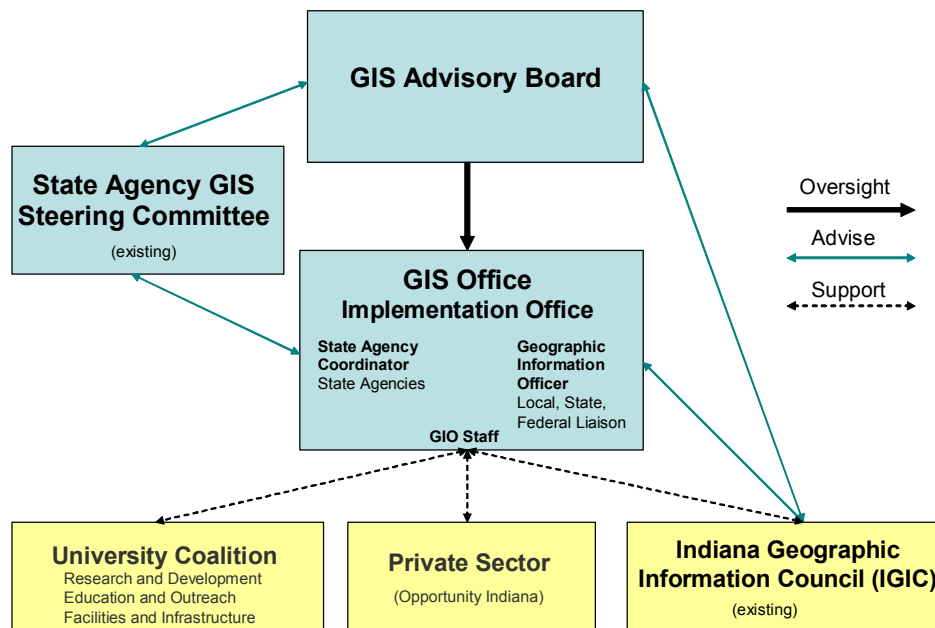 GIS Advisory Board
State Agency GIS
Steering Committee
(existing)
Oversight
Advise
Support
GIS Office
Implementation Office
State Agency
Coordinator
State Agencies
Geographic
Information
Officer
Local, State,
Federal Liaison
GIO Staff
University Coalition
Research and Development
Education and Outreach
Facilities and Infrastructure
Private Sector
(Opportunity Indiana)
Indiana Geographic
Information Council (IGIC)
(existing)